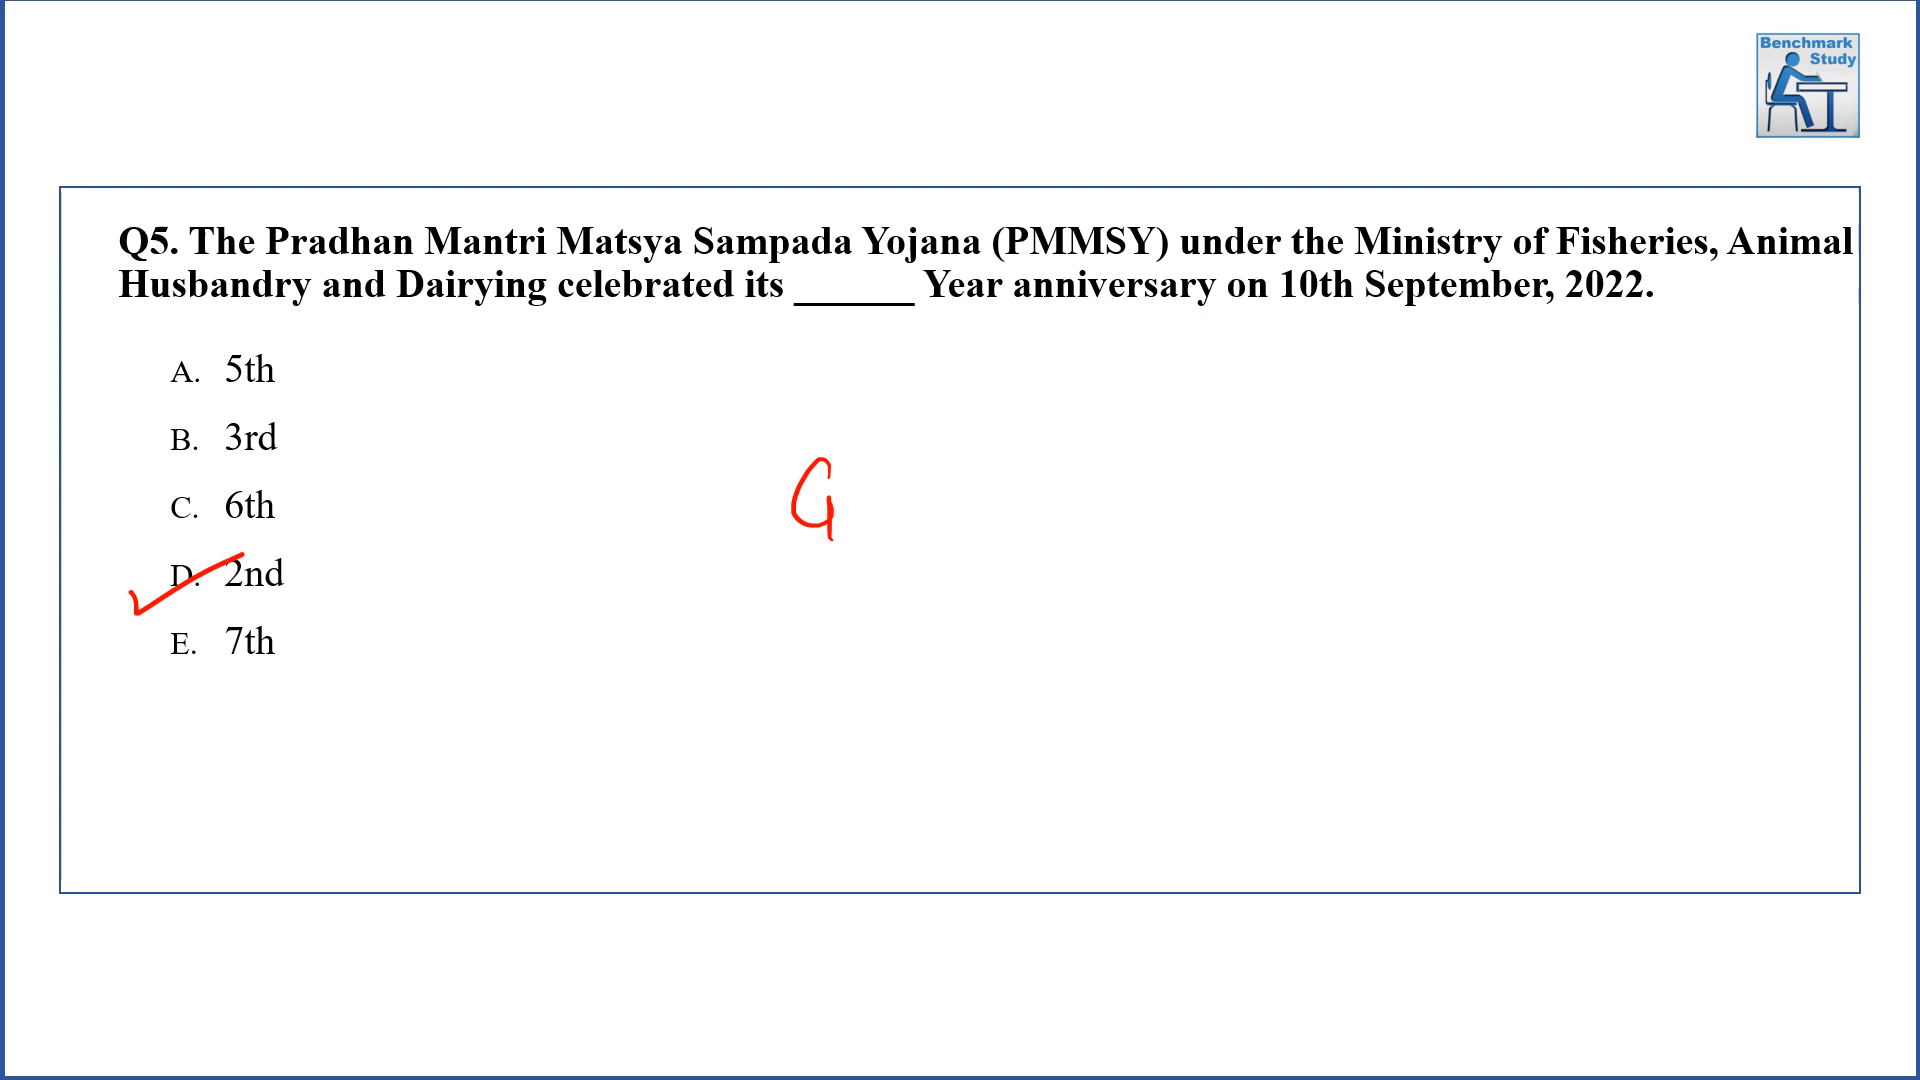 Benchmark
Study
Q5. The Pradhan Mantri Matsya Sampada Yojana (PMMSY) under the Ministry of Fisheries, Animal
Husbandry and Dairying celebrated its ______ Year anniversary on 10th September, 2022.
A. 5th
B. 3rd
C. 6th
D. 2nd
E. 7th